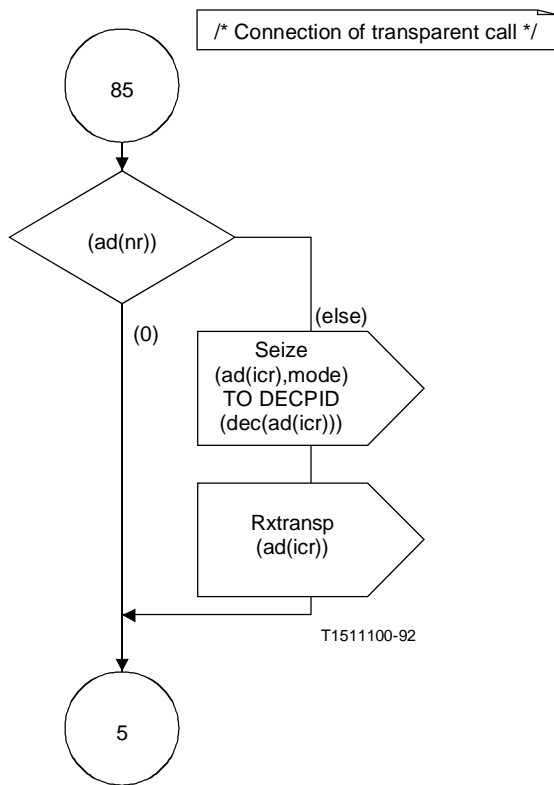 /* Connection of transparent call */
85
(ad(nr))
(0)
(else)
Seize
(ad(icr),mode)
TO DECPID
(dec(ad(icr)))
Rxtransp
(ad(icr))
T1511100-92
5